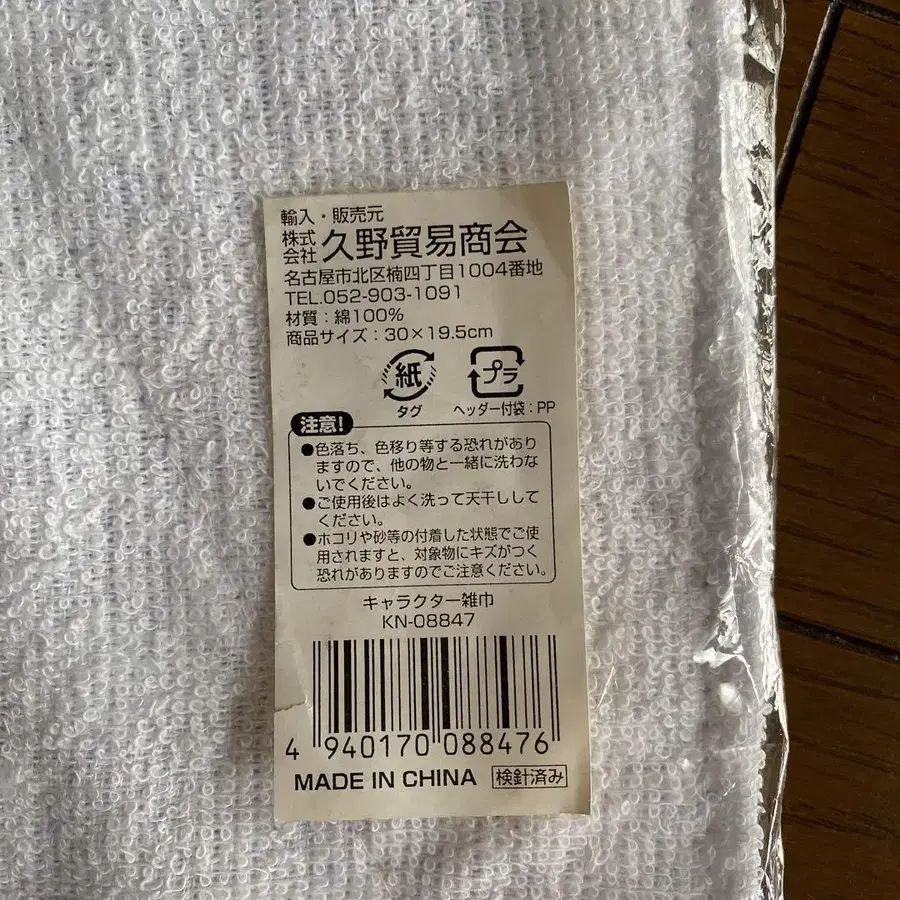 輸入・販売元
株式会社 久野貿易商会
名古屋市北区楠四丁目1004番地
TEL.052-903-1091
材質：綿100%
商品サイズ：30×19.5cm
紙 プラ
タグ ヘッダー付袋：PP
注意!
●色落ち、色移り等する恐れがあり
ますので、他の物と一緒に洗わな
いでください。
●ご使用後はよく洗って天干しして
ください。
●ホコリや砂等の付着した状態でご使
用されますと、対象物にキズがつく
恐れがありますのでご注意ください。
キャラクター雑巾
KN-08847
4 940170 088476
MADE IN CHINA 検針済み